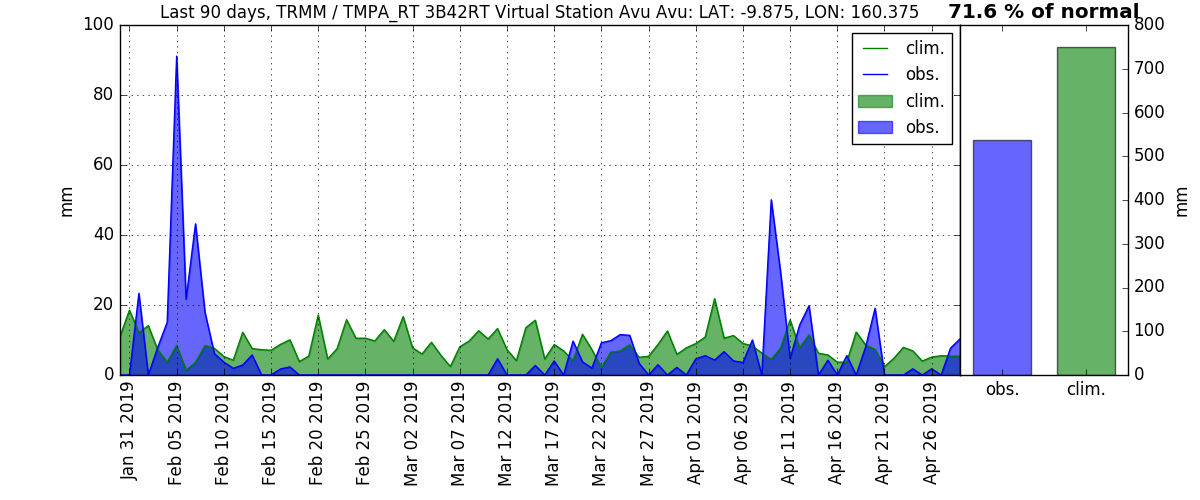 Last 90 days, TRMM / TMPA_RT 3B42RT Virtual Station Avu Avu: LAT: -9.875, LON: 160.375
71.6 % of normal
100
80
60
40
20
0
mm
clim.
obs.
clim.
obs.
800
700
600
500
400
300
200
100
0
mm
Jan 31 2019
Feb 05 2019
Feb 10 2019
Feb 15 2019
Feb 20 2019
Feb 25 2019
Mar 02 2019
Mar 07 2019
Mar 12 2019
Mar 17 2019
Mar 22 2019
Mar 27 2019
Apr 01 2019
Apr 06 2019
Apr 11 2019
Apr 16 2019
Apr 21 2019
Apr 26 2019
obs.
clim.